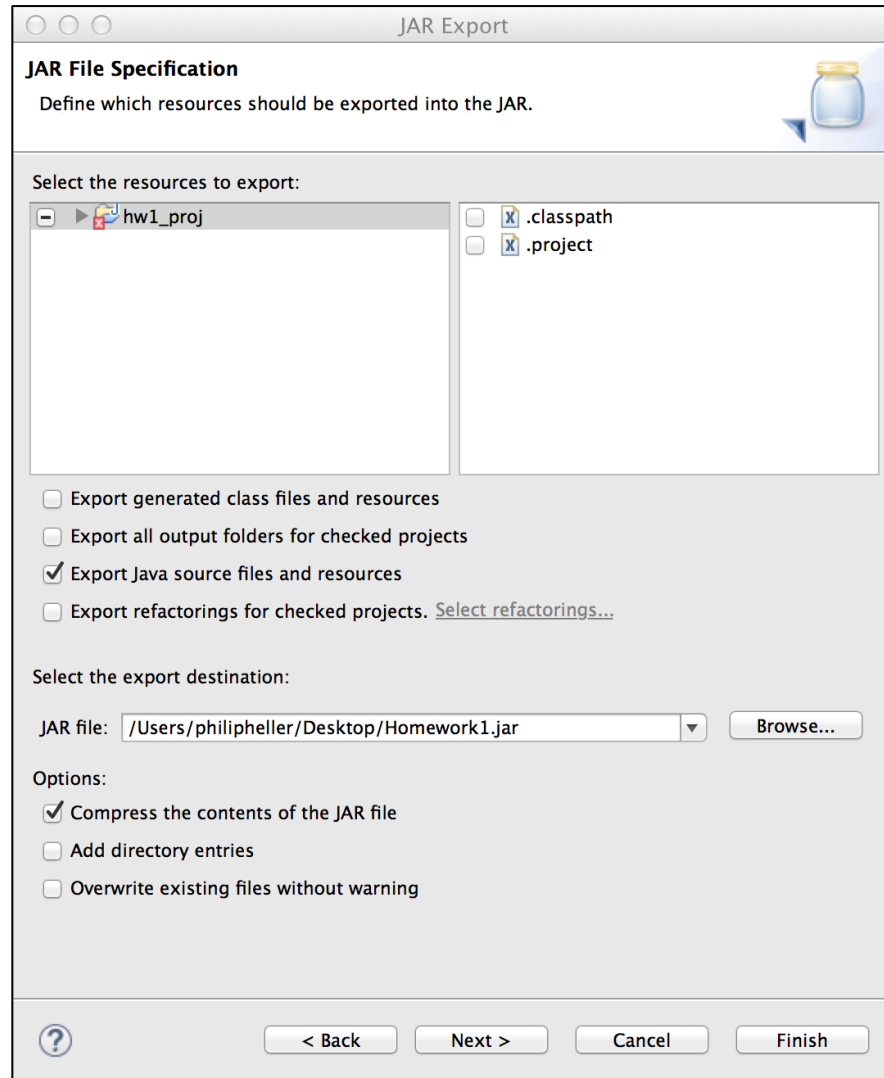 JAR Export
JAR File Specification
Define which resources should be exported into the JAR.
Select the resources to export:
hw1_proj
.classpath
.project
Export generated class files and resources
Export all output folders for checked projects
Export Java source files and resources
Export refactorings for checked projects. Select refactorings...
Select the export destination:
JAR file: /Users/philipheller/Desktop/Homework1.jar Browse...
Options:
Compress the contents of the JAR file
Add directory entries
Overwrite existing files without warning
? < Back Next > Cancel Finish